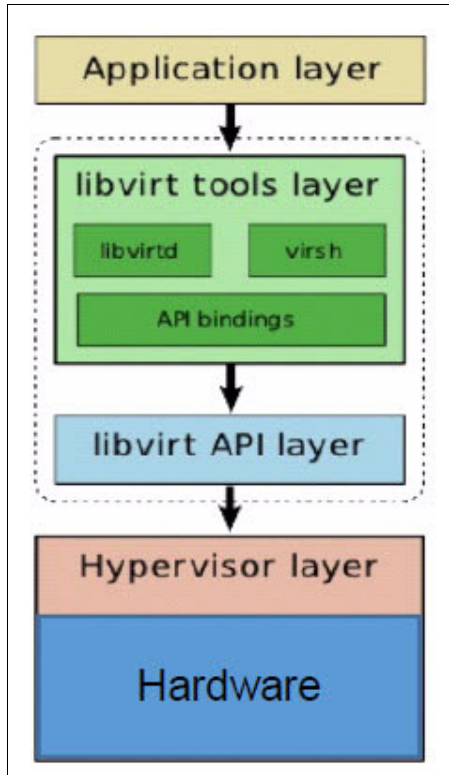 Application layer
libvirt tools layer
libvirtd
virsh
API bindings
libvirt API layer
Hypervisor layer
Hardware